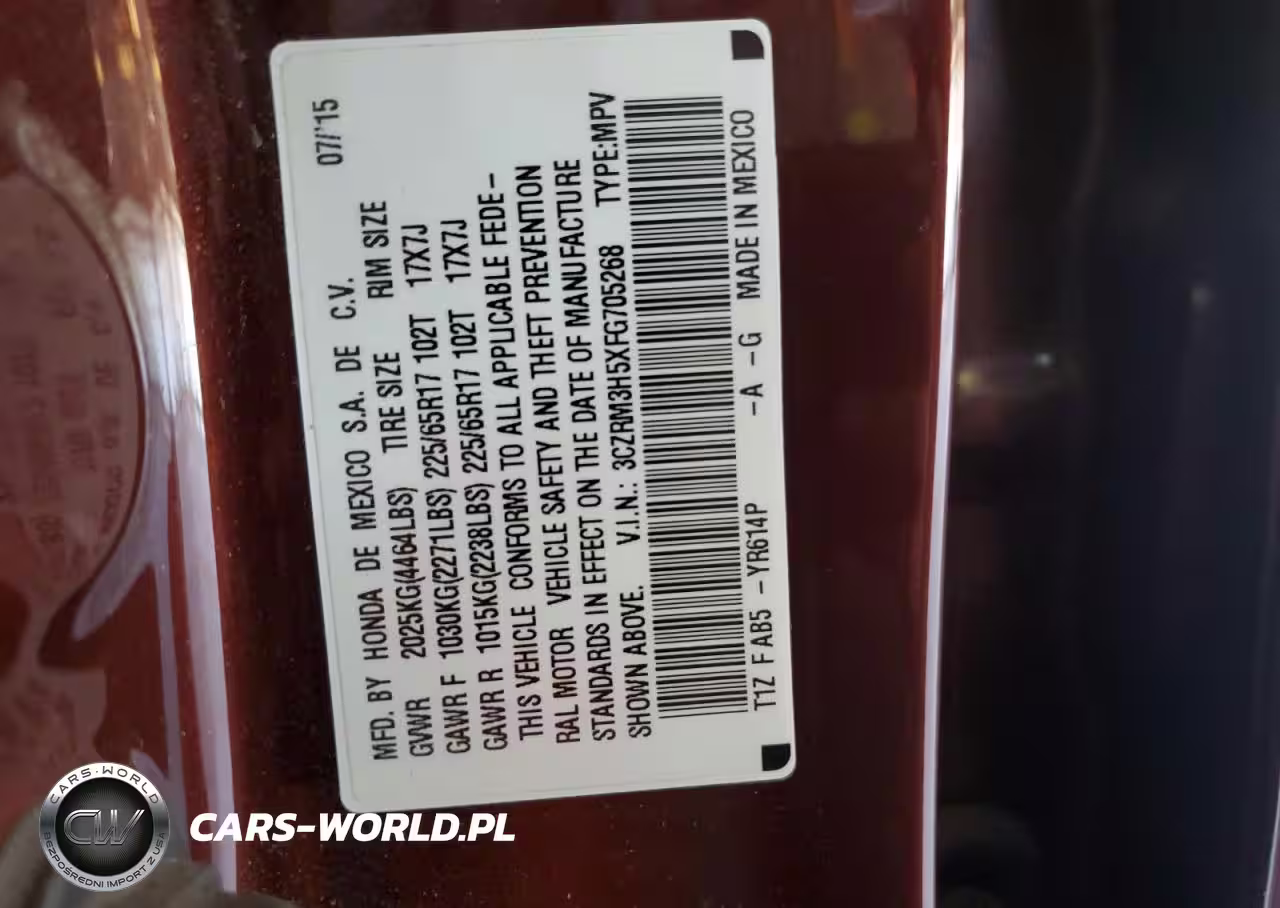 07/'15
MFD. BY HONDA DE MEXICO S.A. DE C.V.
GVWR 2025KG(4464LBS) TIRE SIZE RIM SIZE
GAWR F 1030KG(2271LBS) 225/65R17 102T 17X7J
GAWR R 1015KG(2238LBS) 225/65R17 102T 17X7J
THIS VEHICLE CONFORMS TO ALL APPLICABLE FEDE-
RAL MOTOR VEHICLE SAFETY AND THEFT PREVENTION
STANDARDS IN EFFECT ON THE DATE OF MANUFACTURE
SHOWN ABOVE. V.I.N.: 3CZRM3H5XFG705268 TYPE:MPV
T1Z F AB5 -YR614P -A -G MADE IN MEXICO
CARS-WORLD
CW
BEZPOŚREDNI IMPORT Z USA
CARS-WORLD.PL